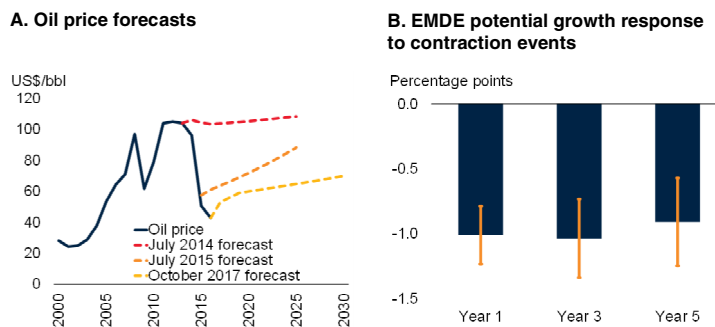 A. Oil price forecasts
US$/bbl
120
100
80
60
40
20
0
Oil price
July 2014 forecast
July 2015 forecast
October 2017 forecast
2000
2005
2010
2015
2020
2025
2030
B. EMDE potential growth response
to contraction events
Percentage points
0.0
-0.5
-1.0
-1.5
Year 1
Year 3
Year 5